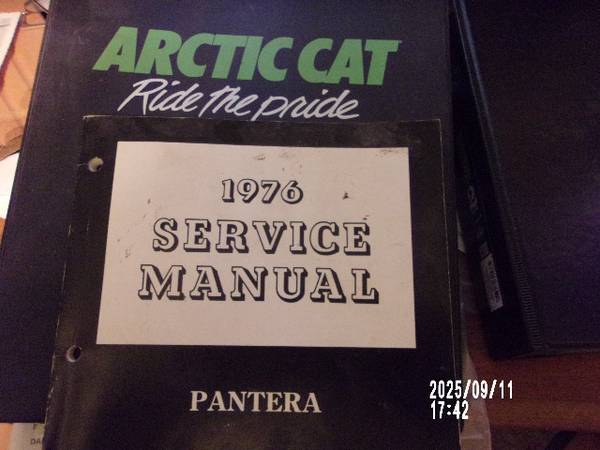 ARCTIC CAT
Ride the pride
1976
SERVICE
MANUAL
PANTERA
2025/09/11
17:42